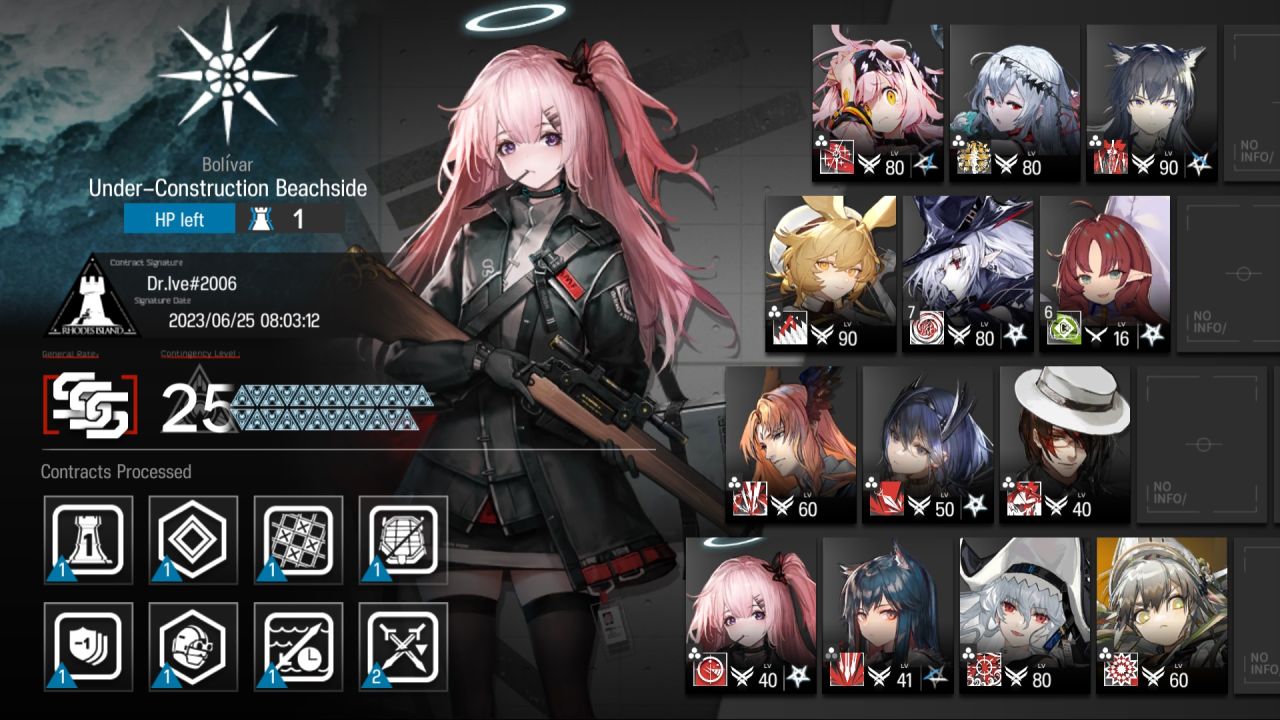 Bolívar
Under-Construction Beachside
HP left 1
Contract Signature
Dr.Ive#2006
Signature Date
2023/06/25 08:03:12
RHODES ISLAND
General Rate:
Contingency Level:
25
Contracts Processed
1
1
1
1
1
-1
1
1
1
2
LV
80
LV
80
LV
90
NO
INFO/
LV
90
7
LV
80
6
LV
16
NO
INFO/
LV
60
LV
50
LV
40
NO
INFO/
LV
40
LV
41
LV
80
LV
60
NO
INFO